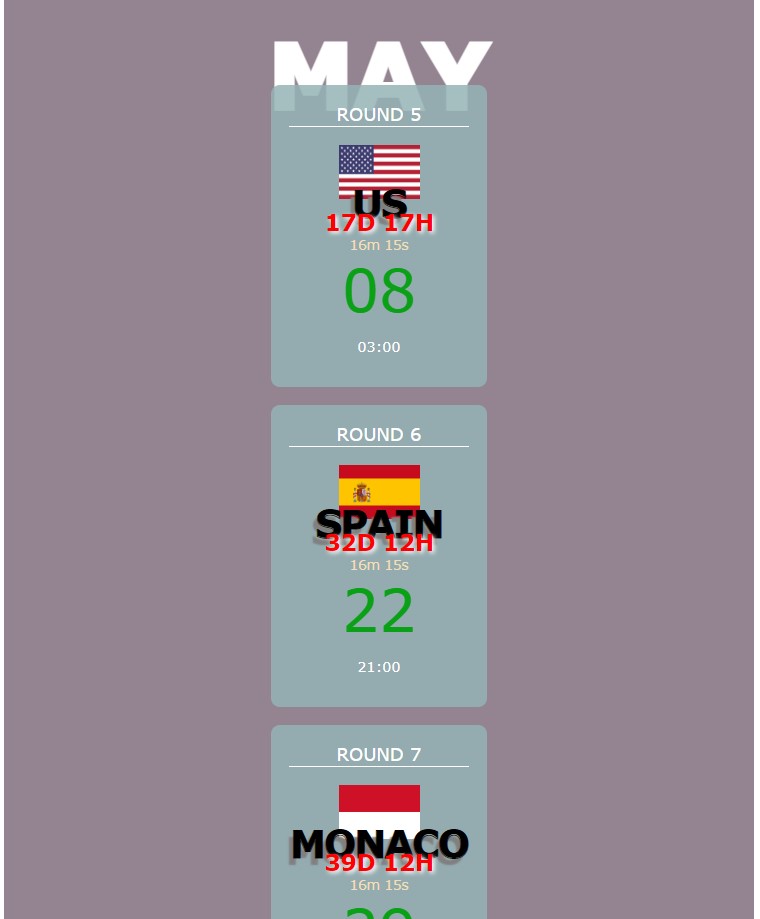 MAY
ROUND 5
US
17D 17H
16m 15s
08
03:00
ROUND 6
SPAIN
32D 12H
16m 15s
22
21:00
ROUND 7
MONACO
39D 12H
16m 15s